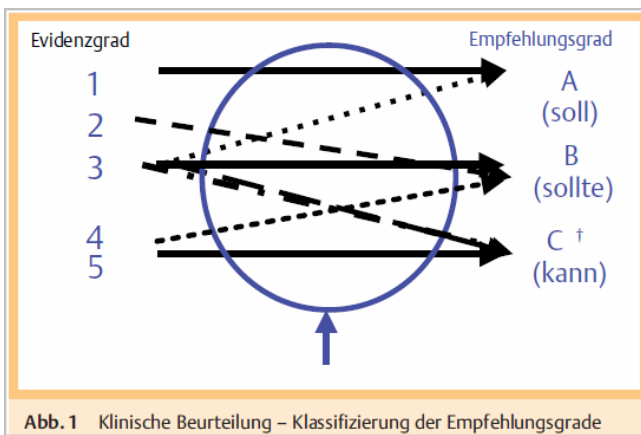 Evidenzgrad
Empfehlungsgrad
1
2
3
4
5
A
(soll)
B
(sollte)
C †
(kann)
Abb. 1 Klinische Beurteilung – Klassifizierung der Empfehlungsgrade